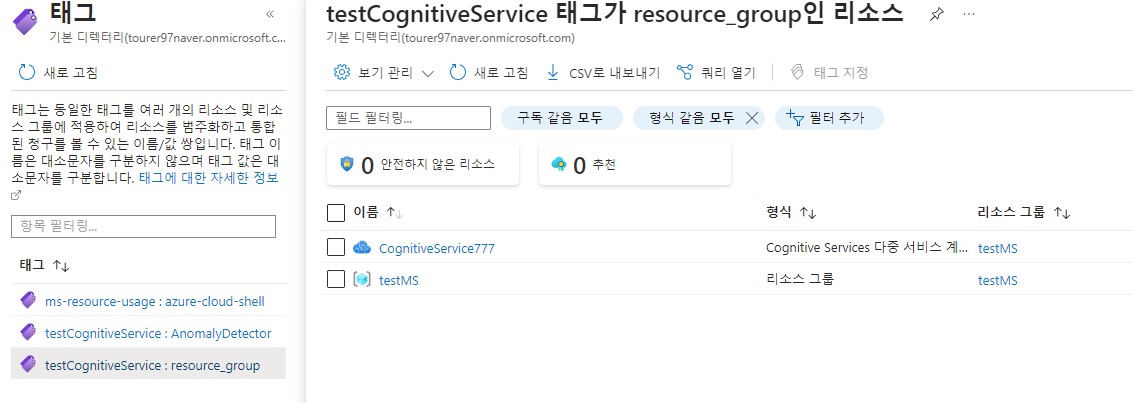 태그
«
기본 디렉터리(tourer97naver.onmicrosoft.c...
새로 고침
태그는 동일한 태그를 여러 개의 리소스 및 리소
스 그룹에 적용하여 리소스를 범주화하고 통합
된 청구를 볼 수 있는 이름/값 쌍입니다. 태그 이
름은 대소문자를 구분하지 않으며 태그 값은 대
소문자를 구분합니다. 태그에 대한 자세한 정보
항목 필터링...
태그 ↑↓
ms-resource-usage : azure-cloud-shell
testCognitiveService : AnomalyDetector
testCognitiveService : resource_group
testCognitiveService 태그가 resource_group인 리소스 ...
기본 디렉터리(tourer97naver.onmicrosoft.com)
보기 관리 새로 고침 CSV로 내보내기 쿼리 열기 태그 지정
필드 필터링... 구독 같음 모두 형식 같음 모두 필터 추가
0 안전하지 않은 리소스 0 추천
이름 ↑↓ 형식 ↑↓ 리소스 그룹 ↑↓
CognitiveService777 Cognitive Services 다중 서비스 계... testMS
testMS 리소스 그룹 testMS